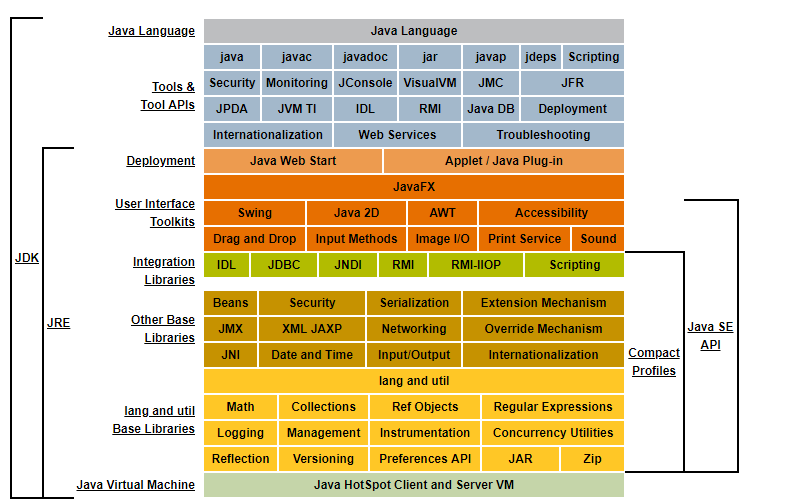 Java Language Java Language
java javac javadoc jar javap jdeps Scripting
Tools &
Tool APIs
Security Monitoring JConsole VisualVM JMC JFR
JPDA JVM TI IDL RMI Java DB Deployment
Internationalization Web Services Troubleshooting
Deployment Java Web Start Applet / Java Plug-in
JavaFX
User Interface
Toolkits
Swing Java 2D AWT Accessibility
Drag and Drop Input Methods Image I/O Print Service Sound
Integration
Libraries
IDL JDBC JNDI RMI RMI-IIOP Scripting
JDK
JRE
Other Base
Libraries
Beans Security Serialization Extension Mechanism
JMX XML JAXP Networking Override Mechanism
JNI Date and Time Input/Output Internationalization
Java SE
API
Compact
Profiles
lang and util
lang and util
Base Libraries
Math Collections Ref Objects Regular Expressions
Logging Management Instrumentation Concurrency Utilities
Reflection Versioning Preferences API JAR Zip
Java Virtual Machine Java HotSpot Client and Server VM